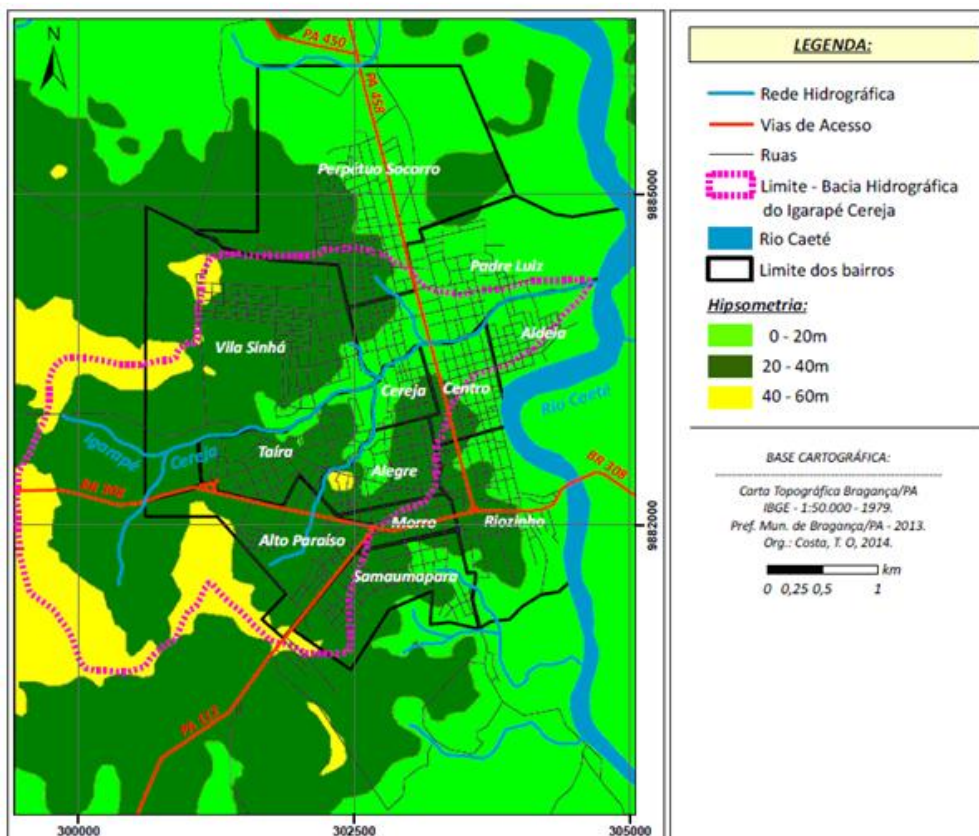 N
PA 450
PA 458
Perpétuo Socorro
Padre Luiz
Aldeia
Vila Sinhá
Cereja
Centro
Rio Caeté
Igarapé
Cereja
Taíra
Alegre
BR 308
BR 308
Morro
Riozinho
Alto Paraíso
Samaumapara
PA 112
9885000
9882000
300000
302500
305000
LEGENDA:
Rede Hidrográfica
Vias de Acesso
Ruas
Limite - Bacia Hidrográfica
do Igarapé Cereja
Rio Caeté
Limite dos bairros
Hipsometria:
0 - 20m
20 - 40m
40 - 60m
BASE CARTOGRÁFICA:
Carta Topográfica Bragança/PA
IBGE - 1:50.000 - 1979.
Pref. Mun. de Bragança/PA - 2013.
Org.: Costa, T. O, 2014.
km
0 0,25 0,5 1